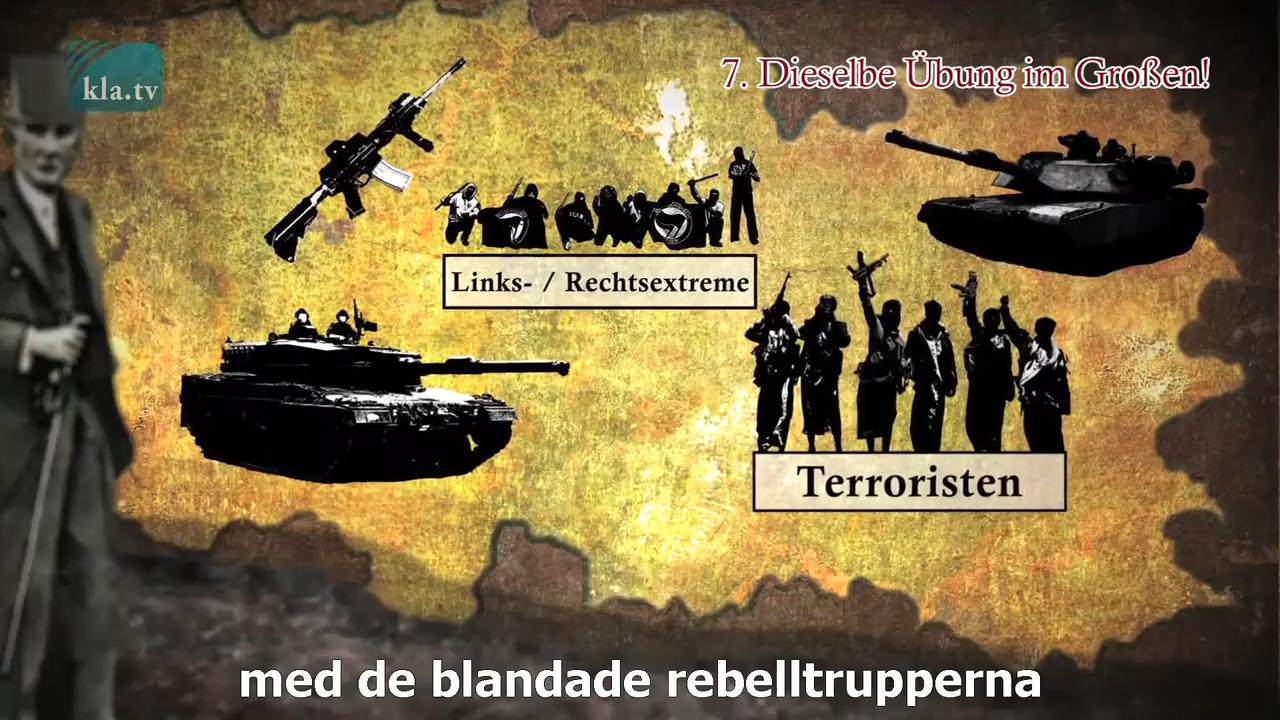 kla.tv
7. Dieselbe Übung im Großen!
Links- / Rechtsextreme
Terroristen
med de blandade rebelltrupperna